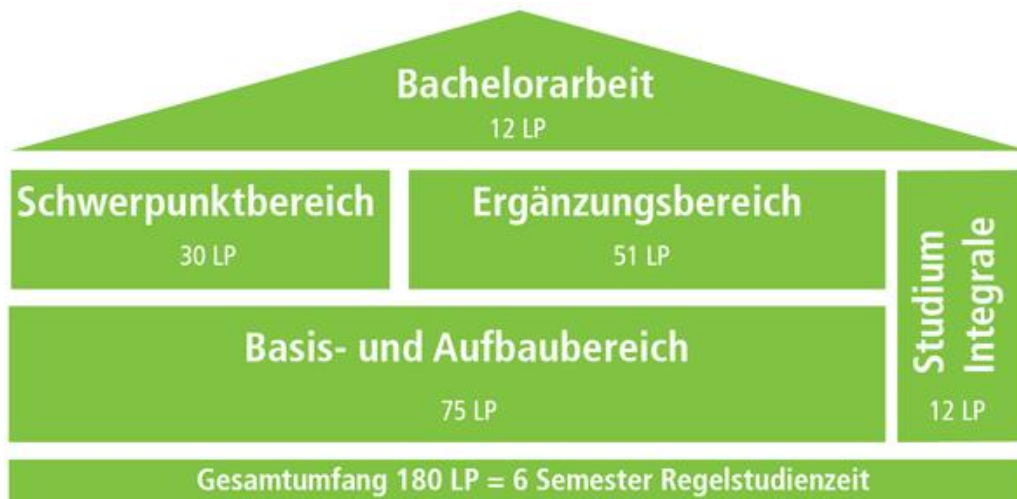 Bachelorarbeit
12 LP
Schwerpunktbereich
30 LP
Ergänzungsbereich
51 LP
Basis- und Aufbaubereich
75 LP
Studium
Integrale
12 LP
Gesamtumfang 180 LP = 6 Semester Regelstudienzeit